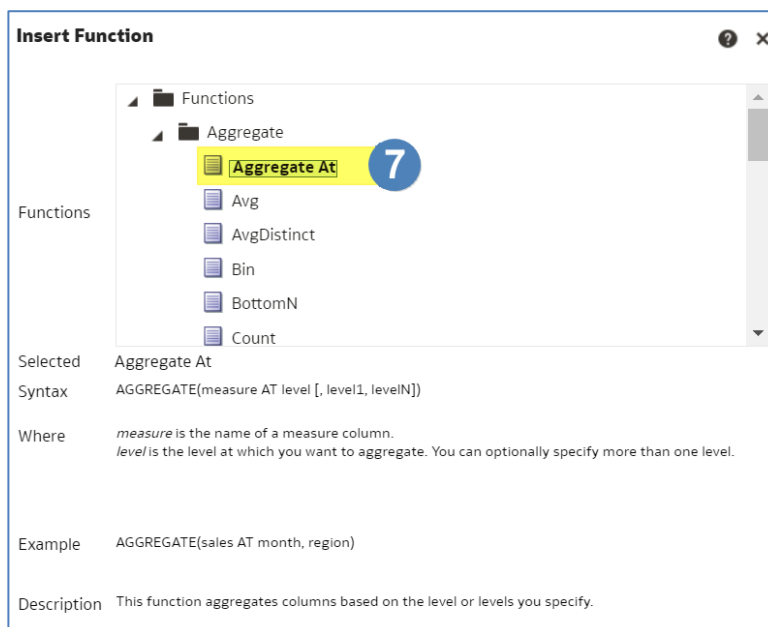 Insert Function
Functions
Aggregate
Aggregate At 7
Avg
Functions
AvgDistinct
Bin
BottomN
Count
Selected Aggregate At
Syntax AGGREGATE(measure AT level [, level1, levelN])
Where measure is the name of a measure column.
level is the level at which you want to aggregate. You can optionally specify more than one level.
Example AGGREGATE(sales AT month, region)
Description This function aggregates columns based on the level or levels you specify.